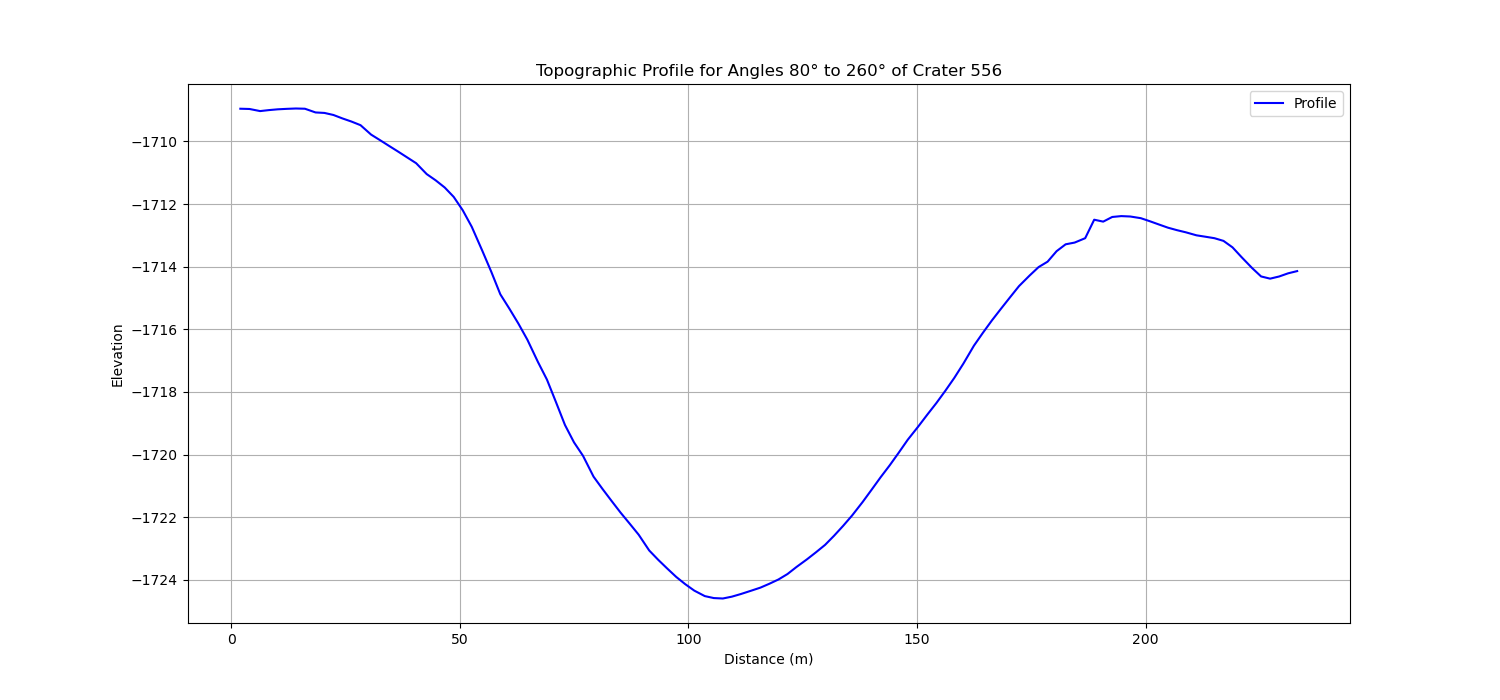 Topographic Profile for Angles 80° to 260° of Crater 556
Profile
−1710
−1712
−1714
−1716
−1718
−1720
−1722
−1724
Elevation
0 50 100 150 200
Distance (m)